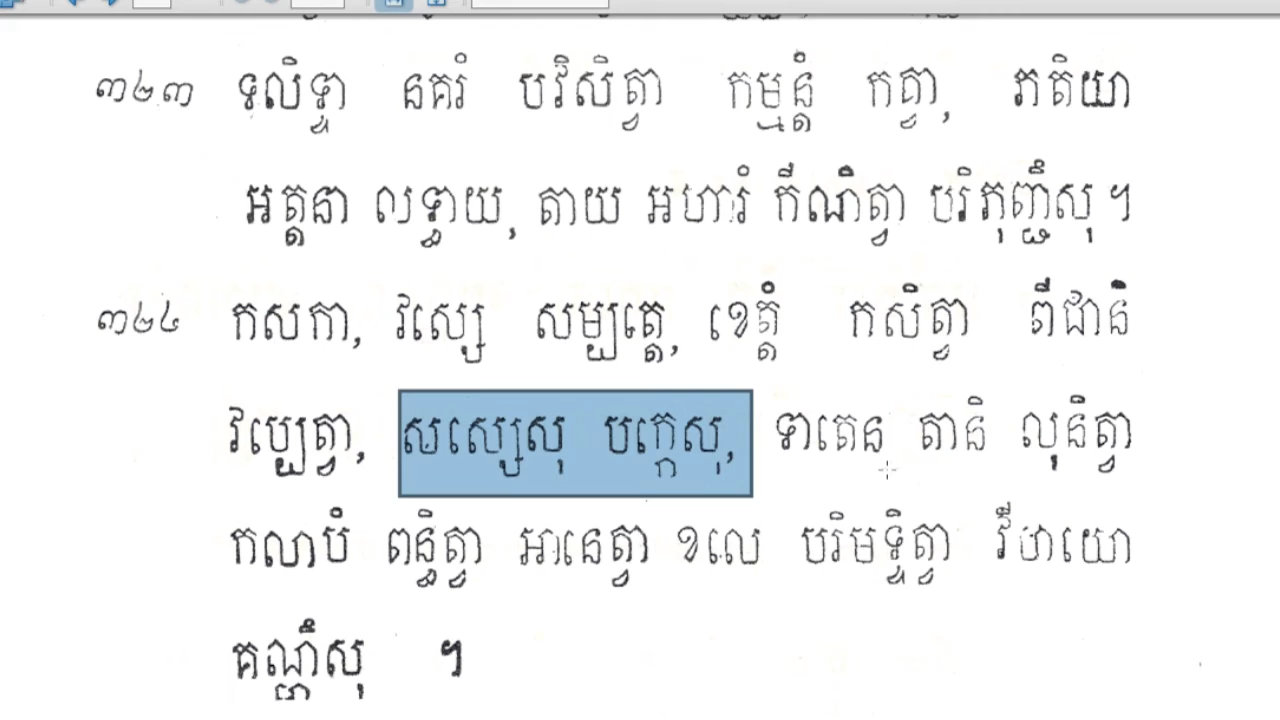 ៣២៣ ទលិទ្ទា នគរំ បវិសិត្វា កម្មន្តំ កត្វា, ភតិយា
អត្តនា លទ្ធាយ, តាយ អហារំ កីណិត្វា បរិភុញ្ជឹសុ ។
៣២៤ កសកា, វស្សេ សម្បត្តេ, ខេត្តំ កសិត្វា ពីជានិ
វប្បេត្វា, សស្សេសុ បក្កេសុ, ទាតេន តានិ លុនិត្វា
កលាបំ ពន្ធិត្វា អានេត្វា ខលេ បរិមទ្ទិត្វា វីហយោ
គណ្ហឹសុ ។